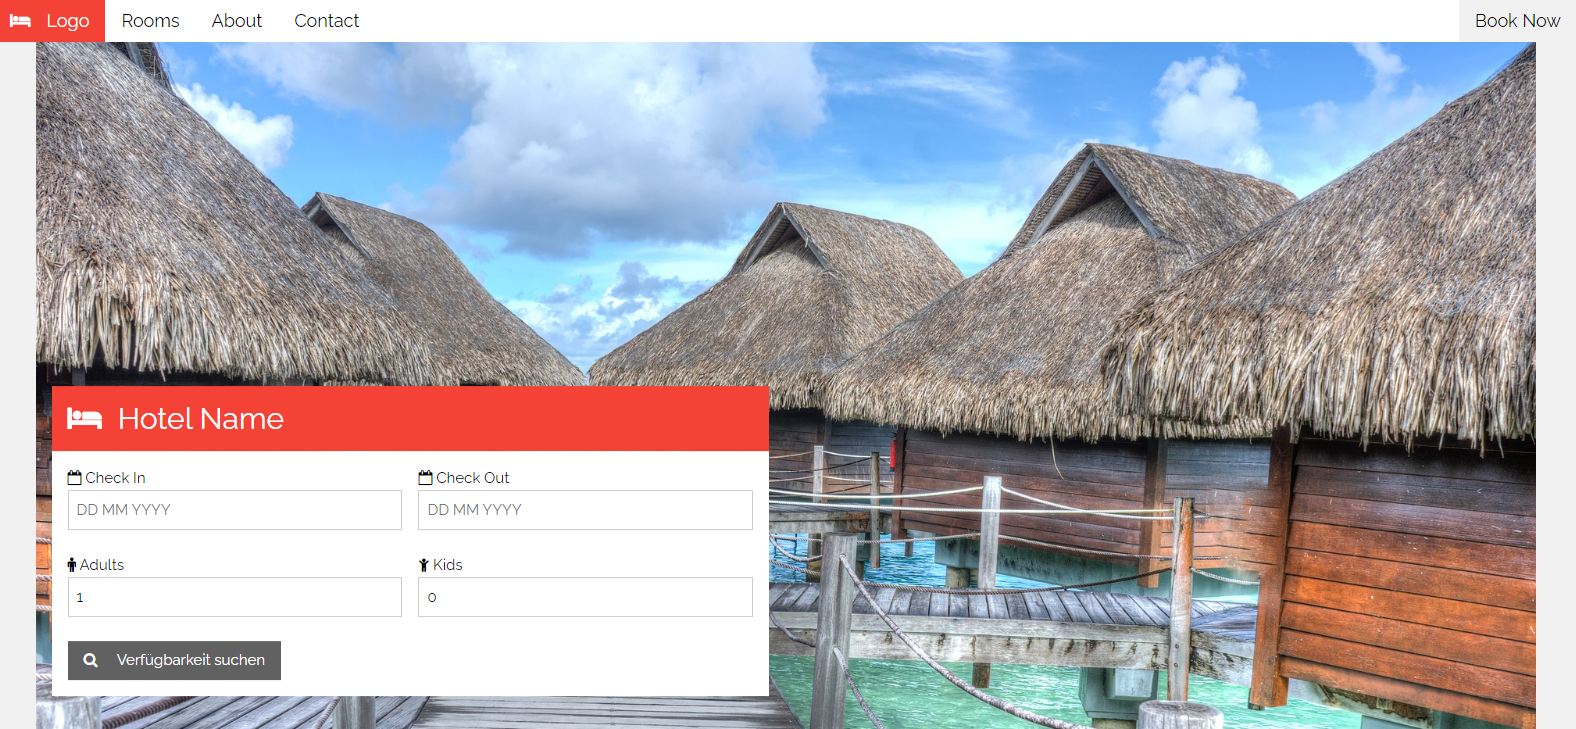 Logo Rooms About Contact Book Now
Hotel Name
Check In Check Out
DD MM YYYY DD MM YYYY
Adults Kids
1 0
Verfügbarkeit suchen